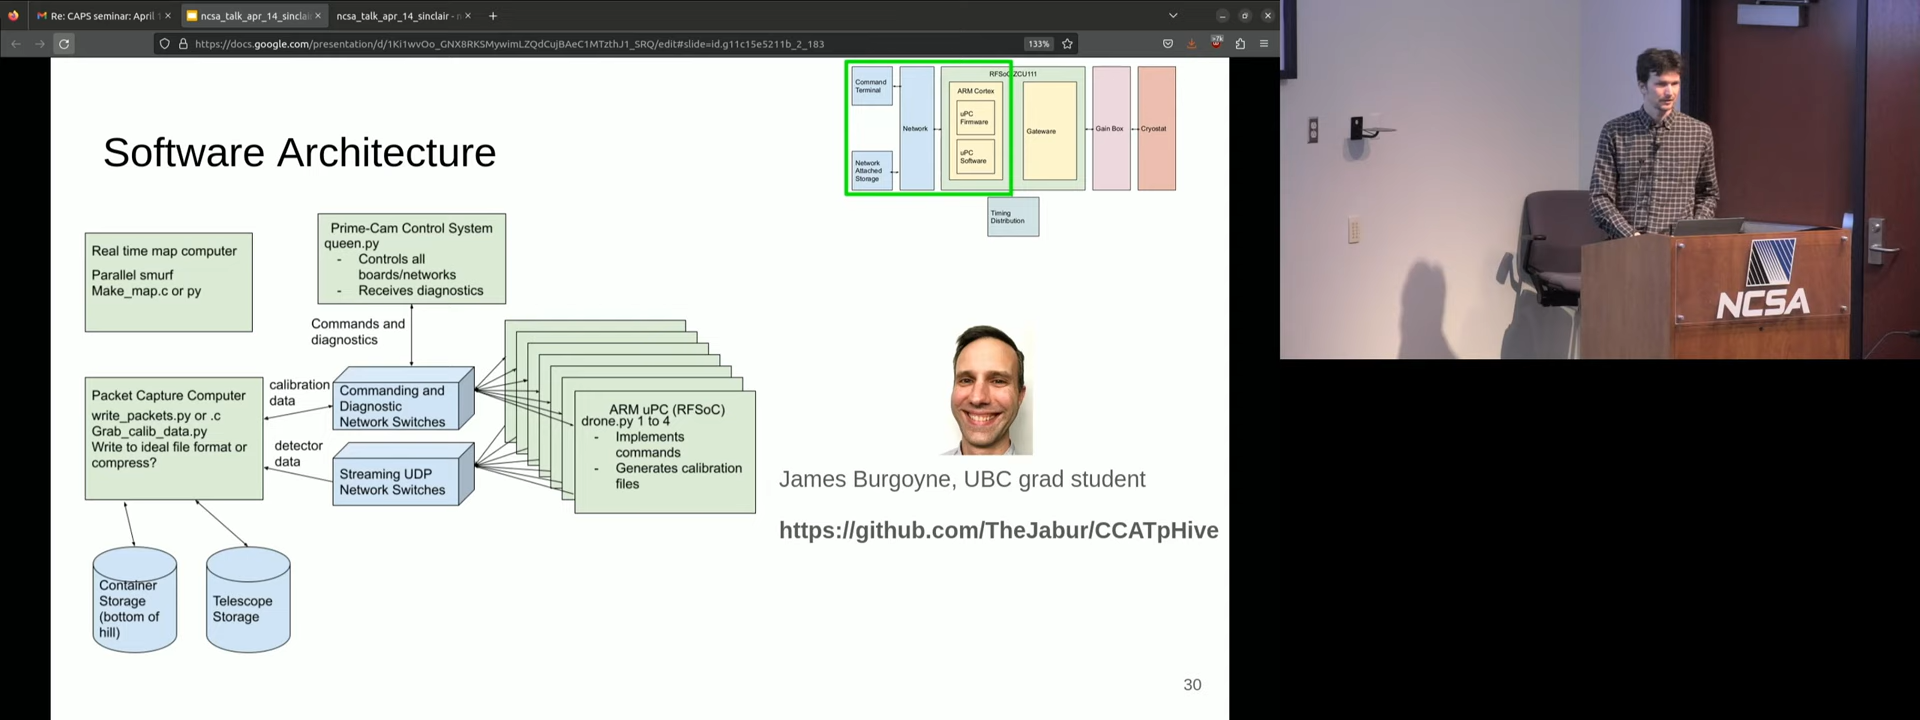 Re: CAPS seminar: April
ncsa_talk_apr_14_sinclair
ncsa_talk_apr_14_sinclair - n
https://docs.google.com/presentation/d/1Ki1wvOo_GNX8RKSMywimLZQdCujBAeC1MTzthJ1_SRQ/edit#slide=id.g11c15e5211b_2_183
133%
Software Architecture
Command
Terminal
Network
Attached
Storage
Network
RFSoC ZCU111
ARM Cortex
uPC
Firmware
uPC
Software
Gateware
Gain Box
Cryostat
Timing
Distribution
Real time map computer
Parallel smurf
Make_map.c or py
Prime-Cam Control System
queen.py
- Controls all
boards/networks
- Receives diagnostics
Commands and
diagnostics
Packet Capture Computer
write_packets.py or .c
Grab_calib_data.py
Write to ideal file format or
compress?
calibration
data
detector
data
Commanding and
Diagnostic
Network Switches
Streaming UDP
Network Switches
ARM uPC (RFSoC)
drone.py 1 to 4
- Implements
commands
- Generates calibration
files
Container
Storage
(bottom of
hill)
Telescope
Storage
James Burgoyne, UBC grad student
https://github.com/TheJabur/CCATpHive
30
NCSA